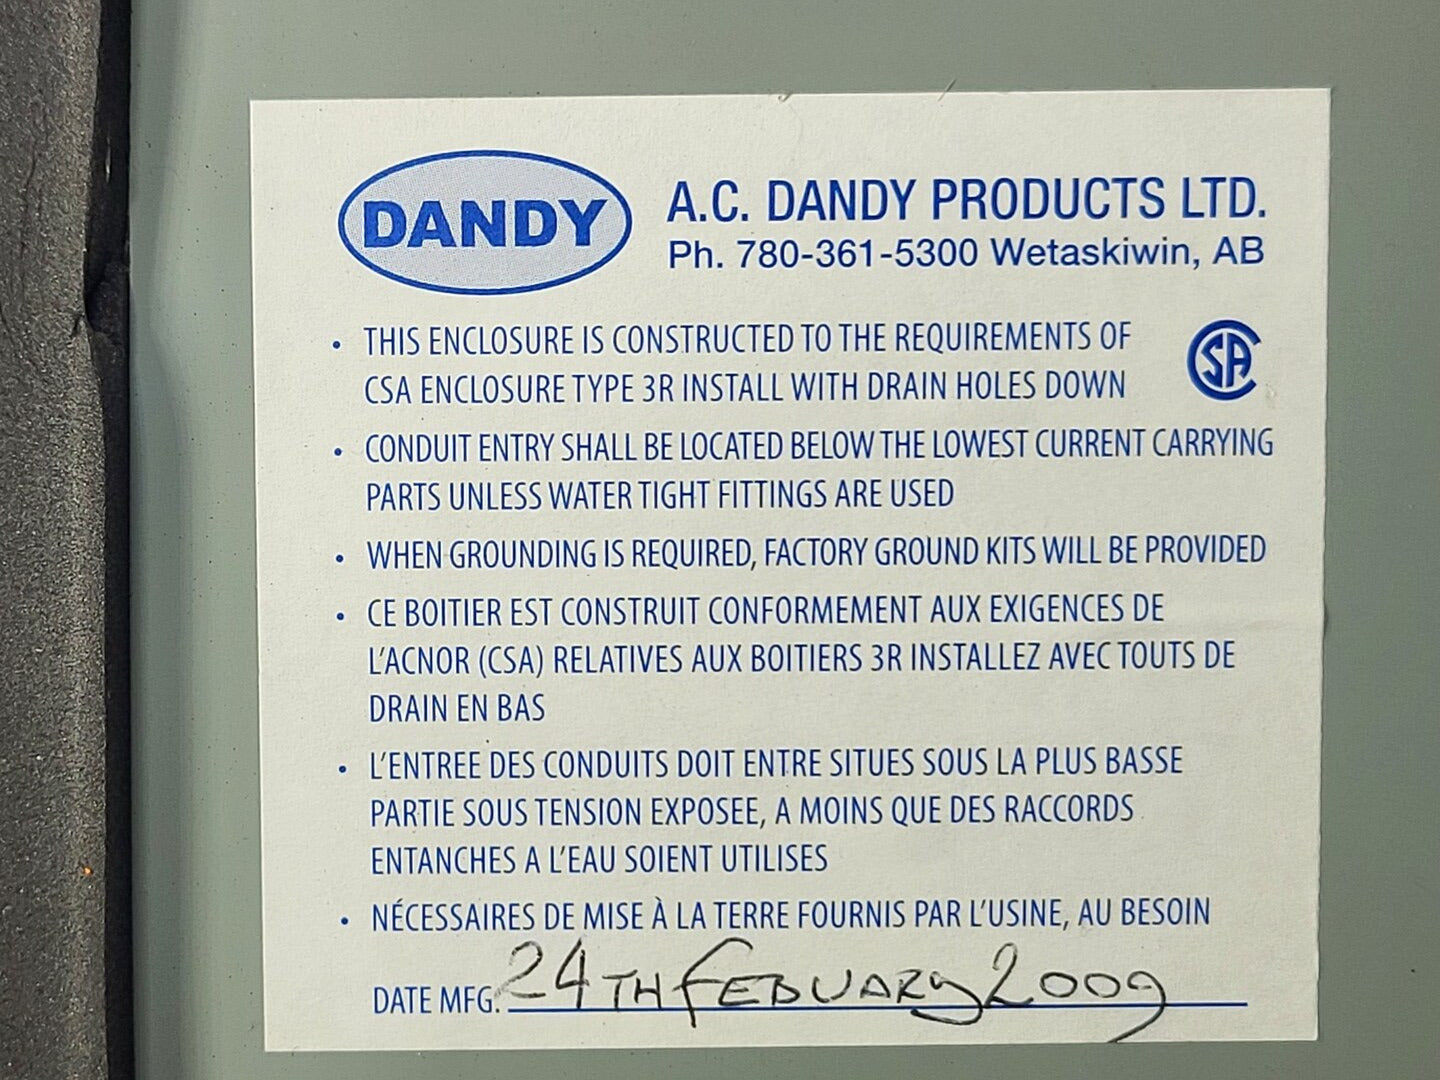 DANDY
A.C. DANDY PRODUCTS LTD.
Ph. 780-361-5300 Wetaskiwin, AB
• THIS ENCLOSURE IS CONSTRUCTED TO THE REQUIREMENTS OF
CSA ENCLOSURE TYPE 3R INSTALL WITH DRAIN HOLES DOWN
CSA
• CONDUIT ENTRY SHALL BE LOCATED BELOW THE LOWEST CURRENT CARRYING
PARTS UNLESS WATER TIGHT FITTINGS ARE USED
• WHEN GROUNDING IS REQUIRED, FACTORY GROUND KITS WILL BE PROVIDED
• CE BOITIER EST CONSTRUIT CONFORMEMENT AUX EXIGENCES DE
L'ACNOR (CSA) RELATIVES AUX BOITIERS 3R INSTALLEZ AVEC TOUTS DE
DRAIN EN BAS
• L'ENTREE DES CONDUITS DOIT ENTRE SITUES SOUS LA PLUS BASSE
PARTIE SOUS TENSION EXPOSEE, A MOINS QUE DES RACCORDS
ENTANCHES A L'EAU SOIENT UTILISES
• NÉCESSAIRES DE MISE À LA TERRE FOURNIS PAR L'USINE, AU BESOIN
DATE MFG. 24TH FEBUARY 2009